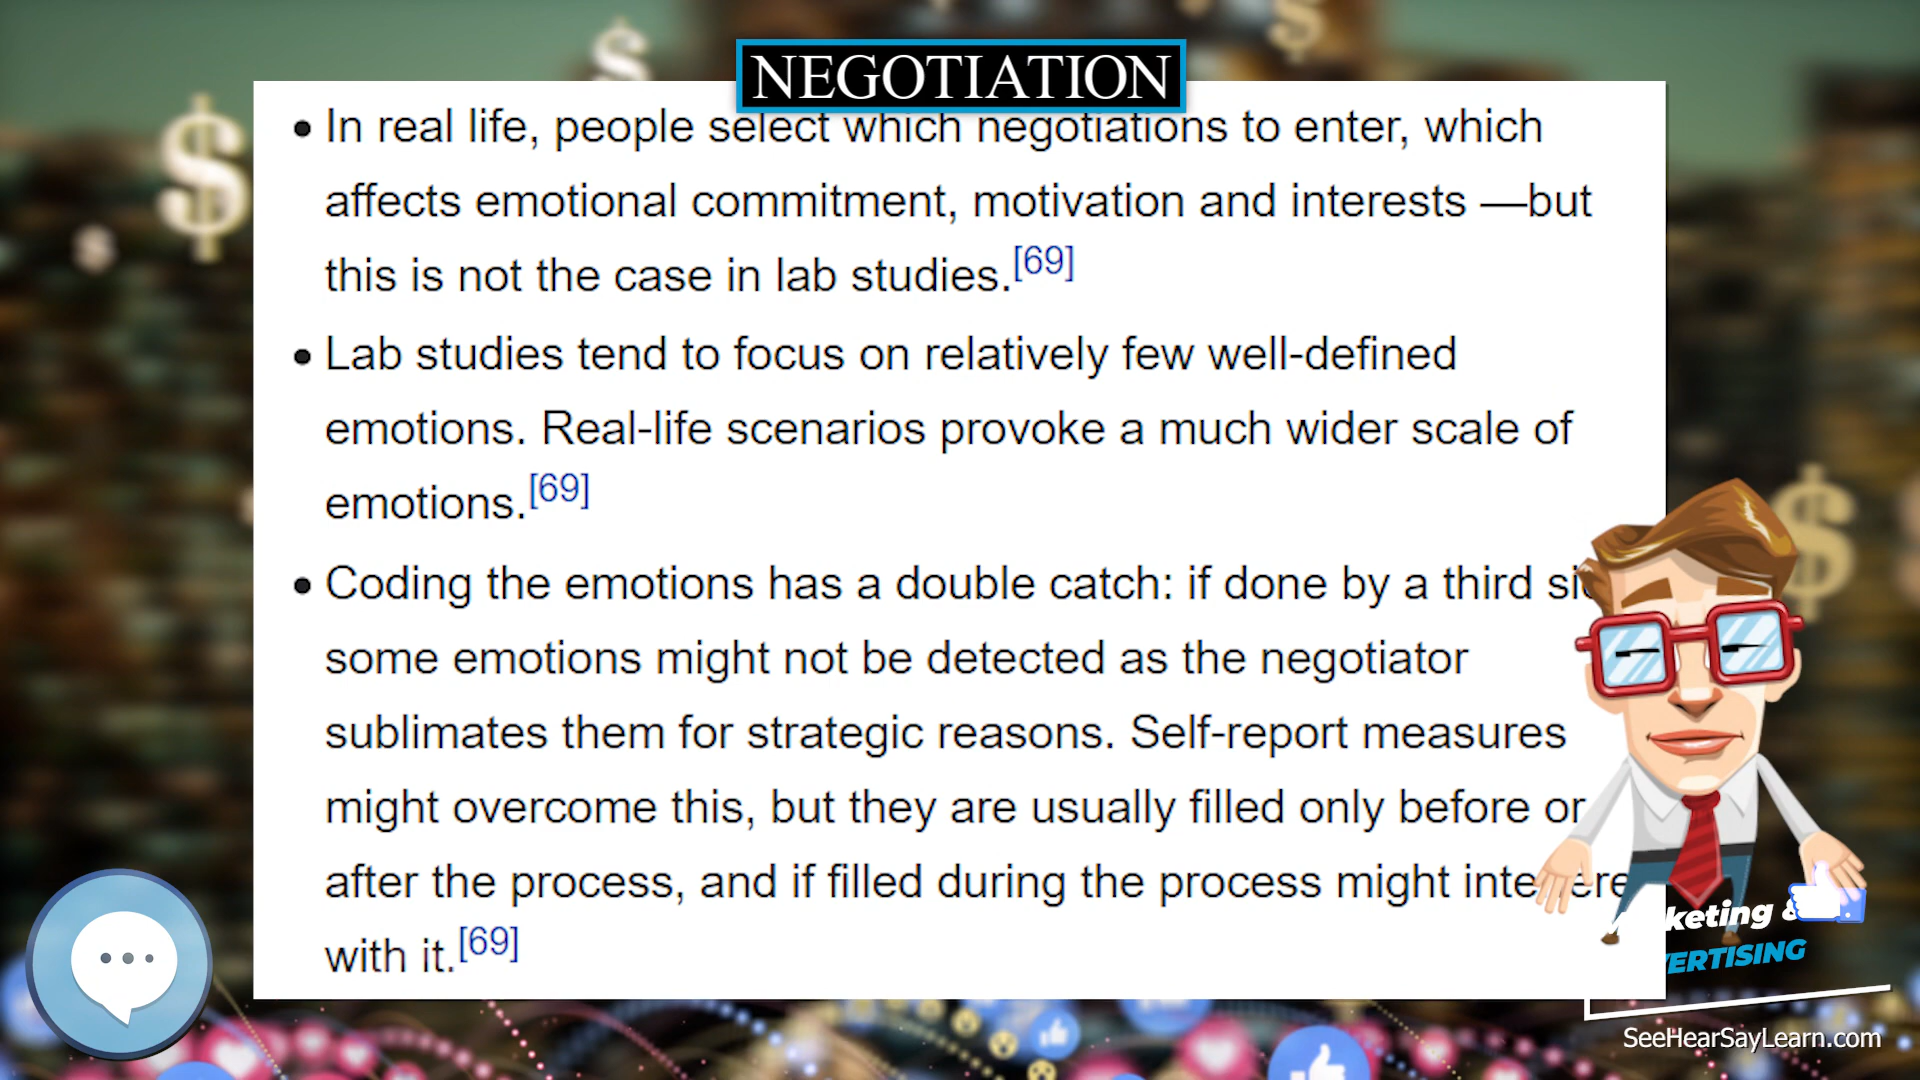 NEGOTIATION
• In real life, people select which negotiations to enter, which
affects emotional commitment, motivation and interests —but
this is not the case in lab studies.[69]
• Lab studies tend to focus on relatively few well-defined
emotions. Real-life scenarios provoke a much wider scale of
emotions.[69]
• Coding the emotions has a double catch: if done by a third
some emotions might not be detected as the negotiator
sublimates them for strategic reasons. Self-report measures
might overcome this, but they are usually filled only before or
after the process, and if filled during the process might
with it.[69]
&
SeeHearSayLearn.com